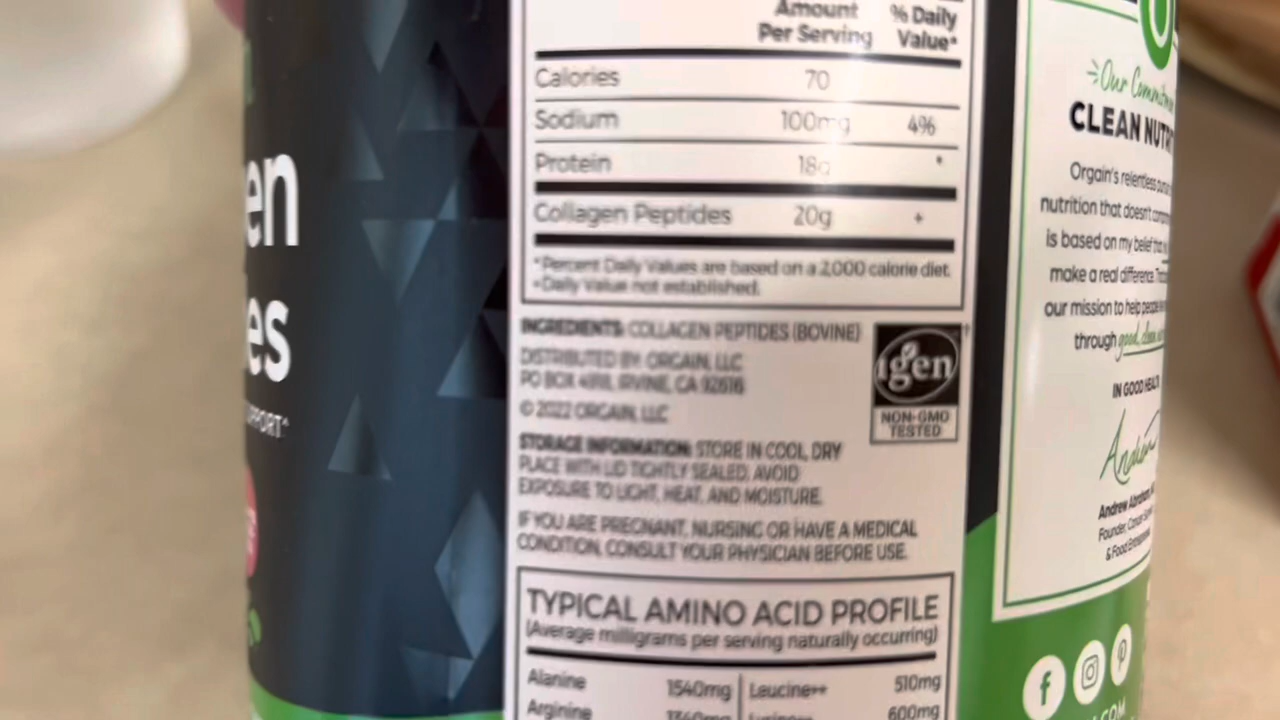 Amount
Per Serving
% Daily
Value*
Calories 70
Sodium 100mg 4%
Protein 18g *
Collagen Peptides 20g +
*Percent Daily Values are based on a 2,000 calorie diet.
+Daily Value not established.
INGREDIENTS: COLLAGEN PEPTIDES (BOVINE)
DISTRIBUTED BY: ORGAIN, LLC
PO BOX IRVINE, CA 92616
© 2022 ORGAIN, LLC
igen
NON-GMO
TESTED
STORAGE INFORMATION: STORE IN COOL, DRY
PLACE WITH LID TIGHTLY SEALED. AVOID
EXPOSURE TO LIGHT, HEAT, AND MOISTURE.
IF YOU ARE PREGNANT, NURSING OR HAVE A MEDICAL
CONDITION, CONSULT YOUR PHYSICIAN BEFORE USE.
TYPICAL AMINO ACID PROFILE
(Average milligrams per serving naturally occurring)
Alanine 1540mg Leucine++ 510mg
Arginine 600mg
en
es
Our
CLEAN
Orgain's relentless
nutrition that doesn't
is based on my belief
make a real difference.
our mission to help people
through good, clean
IN GOOD HEALTH
Andrew
Founder,
& Food